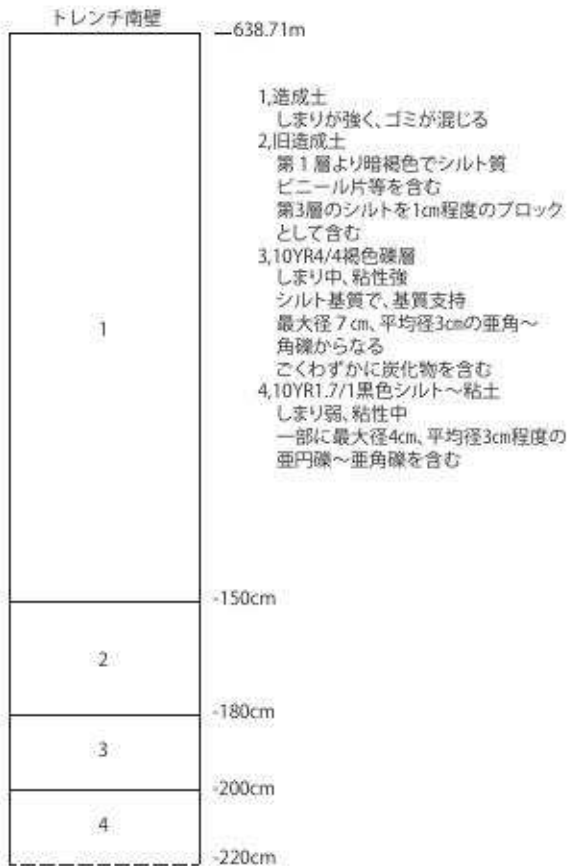 トレンチ南壁
638.71m
1,造成土
しまりが強く、ゴミが混じる
2,旧造成土
第1層より暗褐色でシルト質
ビニール片等を含む
第3層のシルトを1cm程度のブロック
として含む
3,10YR4/4褐色礫層
しまり中、粘性強
シルト基質で、基質支持
最大径7㎝、平均径3cmの亜角～
角礫からなる
ごくわずかに炭化物を含む
4,10YR1.7/1黒色シルト～粘土
しまり弱、粘性中
一部に最大径4cm、平均径3cm程度の
亜円礫～亜角礫を含む
1
-150cm
2
-180cm
3
-200cm
4
-220cm